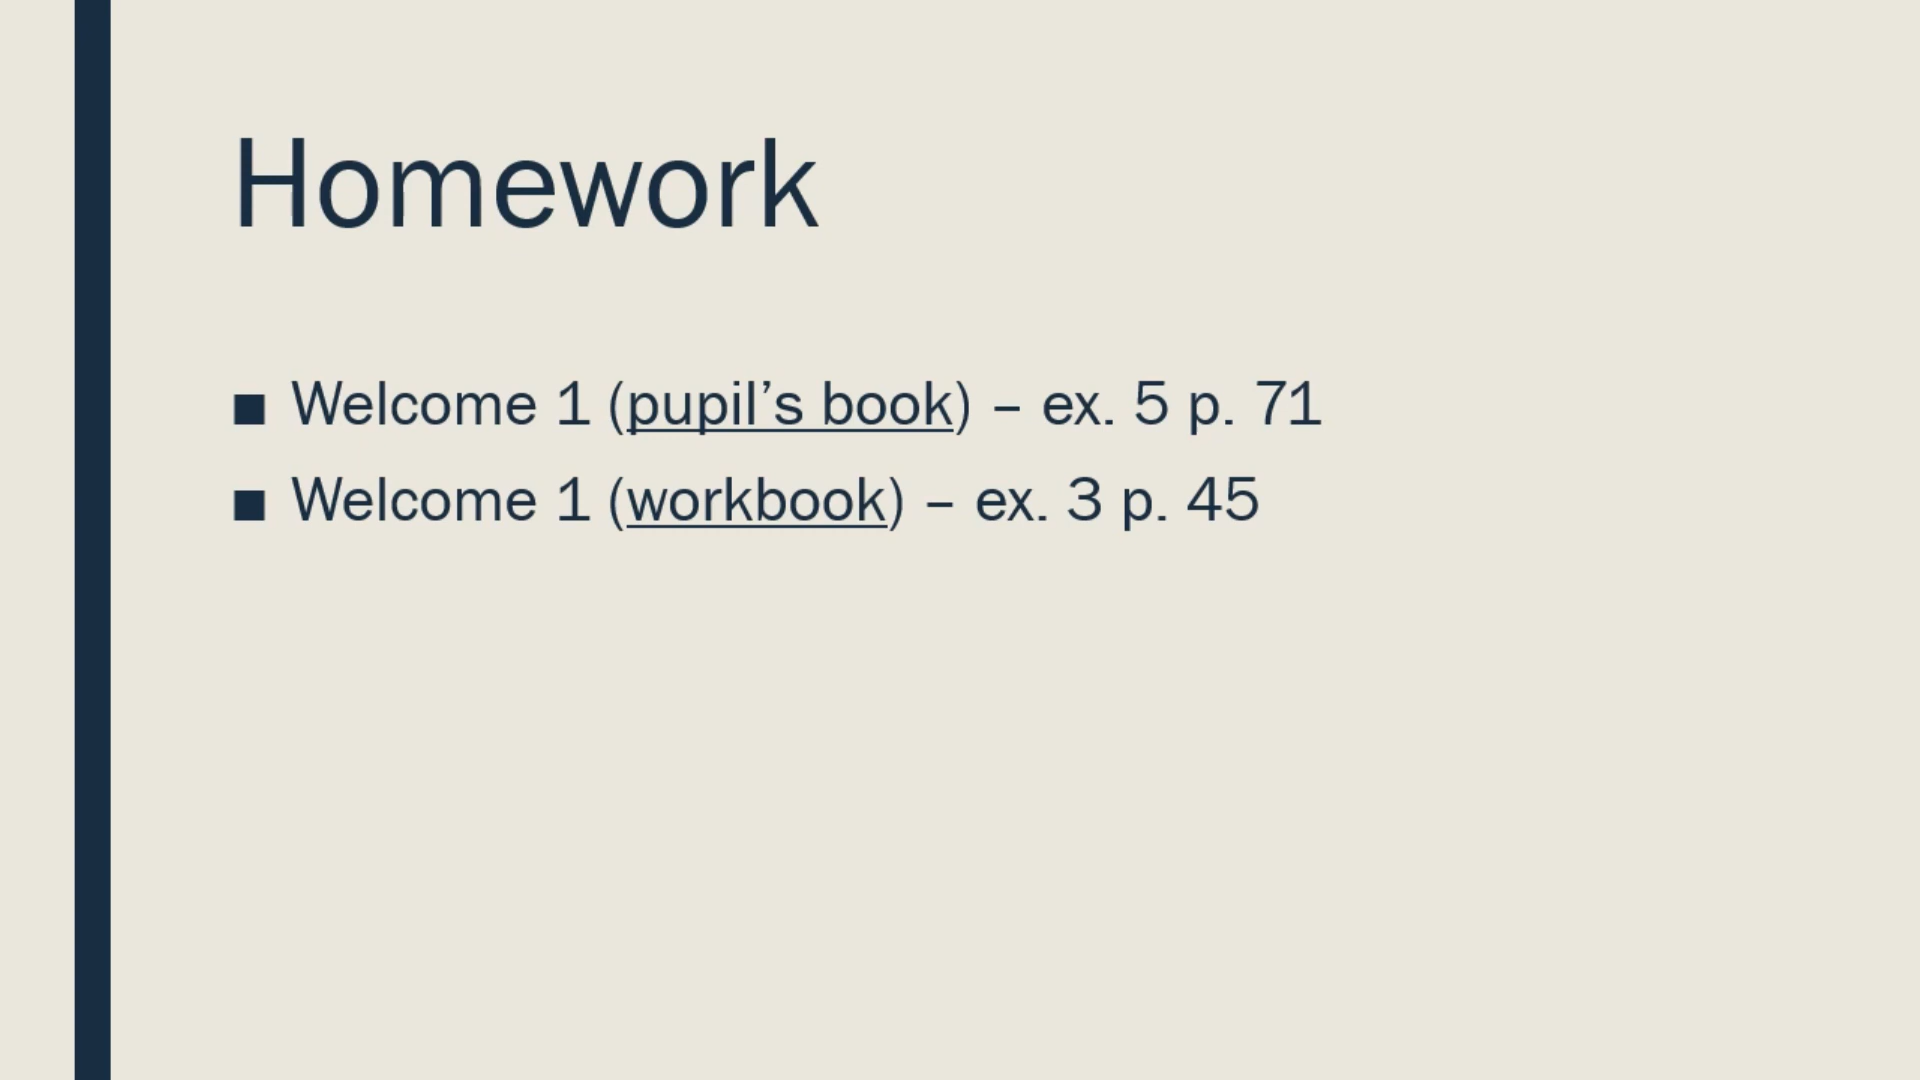 Homework
■ Welcome 1 (pupil’s book) – ex. 5 p. 71
■ Welcome 1 (workbook) – ex. 3 p. 45